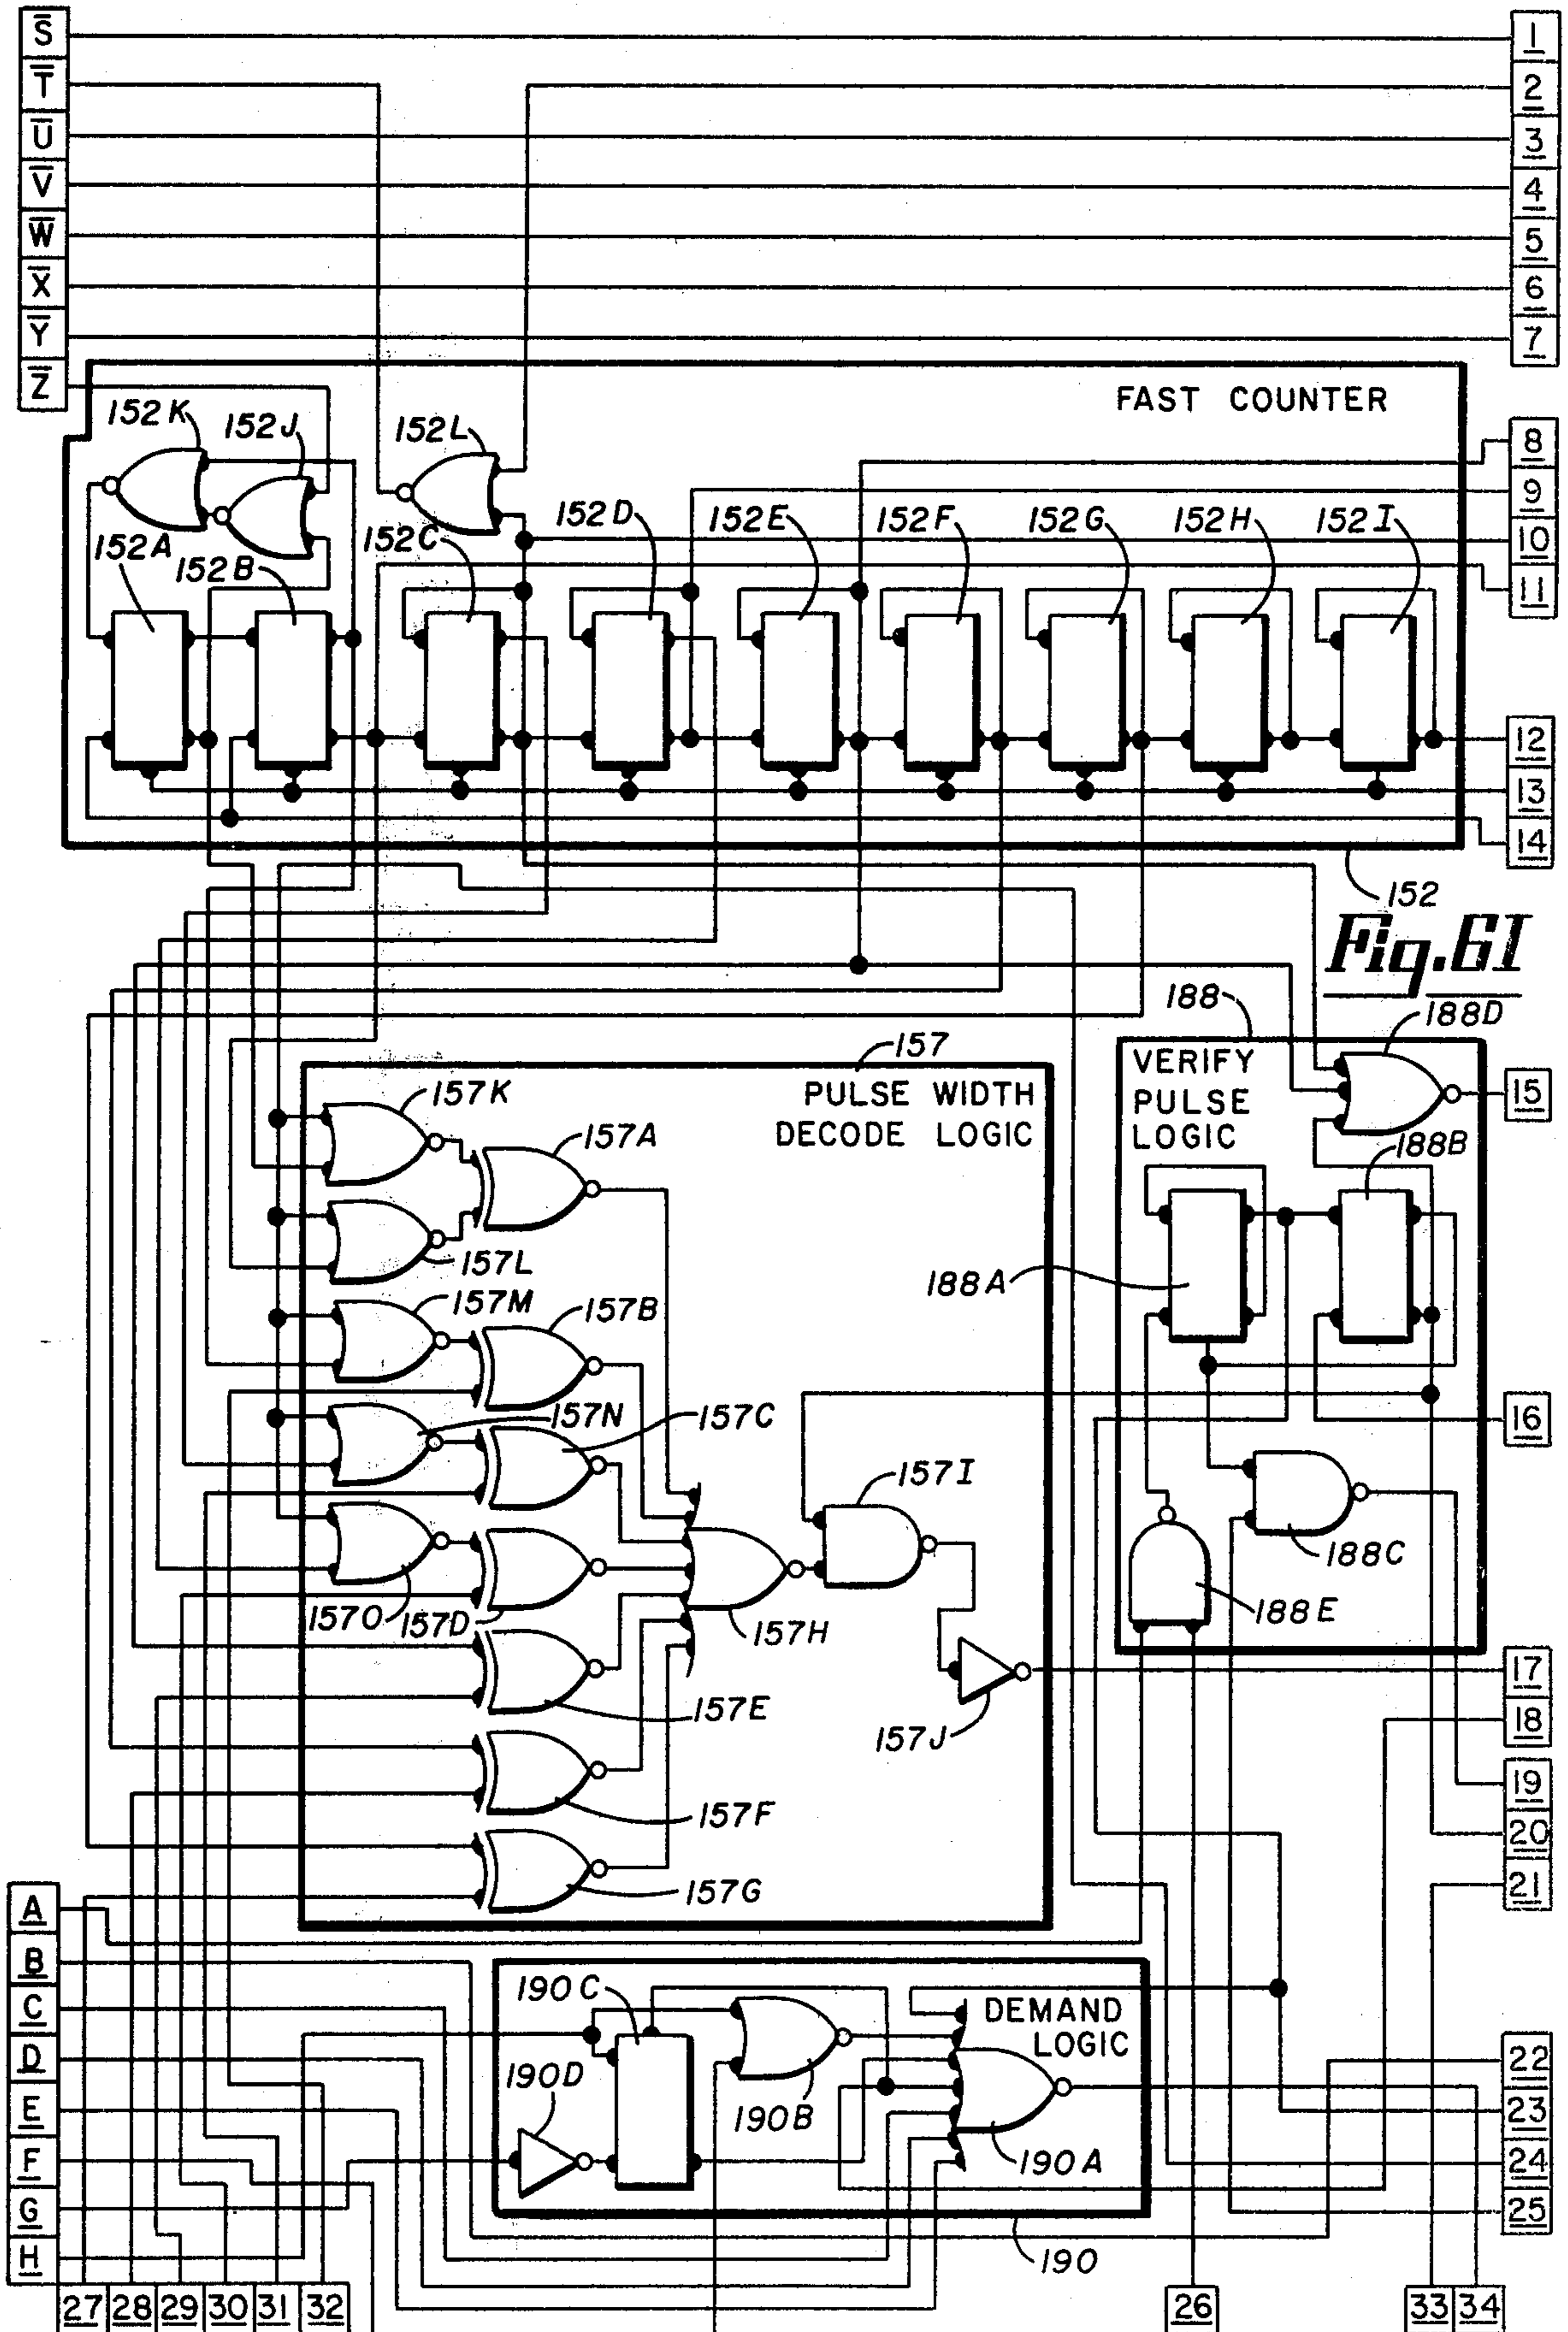 S̅
1
T̅
2
U̅
3
V̅
4
W̅
5
X̅
6
Y̅
7
Z̅
FAST COUNTER
152K
152J
152L
8
9
10
11
152A
152B
152C
152D
152E
152F
152G
152H
152I
12
13
14
152
Fig.6I
188
188D
157
PULSE WIDTH
DECODE LOGIC
VERIFY
PULSE
LOGIC
15
157K
157A
188B
157L
188A
157M
157B
157N
157C
16
157I
188C
157O
157D
157H
188E
157E
157J
17
18
157F
19
20
157G
21
A
B
C
D
E
F
G
H
190C
DEMAND
LOGIC
190D
190B
190A
22
23
24
25
190
27
28
29
30
31
32
26
33
34